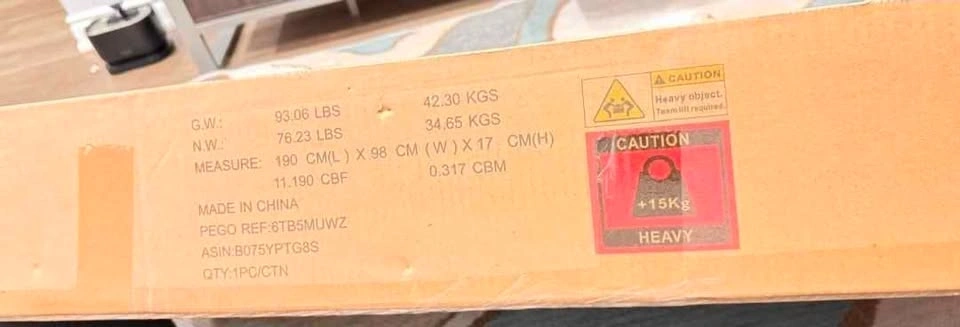 G.W.: 93.06 LBS 42.30 KGS
N.W.: 76.23 LBS 34.65 KGS
MEASURE: 190 CM(L) X 98 CM (W) X 17 CM(H)
11.190 CBF 0.317 CBM
MADE IN CHINA
PEGO REF:6TB5MUWZ
ASIN:B075YPTG8S
QTY:1PC/CTN
CAUTION
Heavy object.
Team lift required.
CAUTION
+15Kg
HEAVY